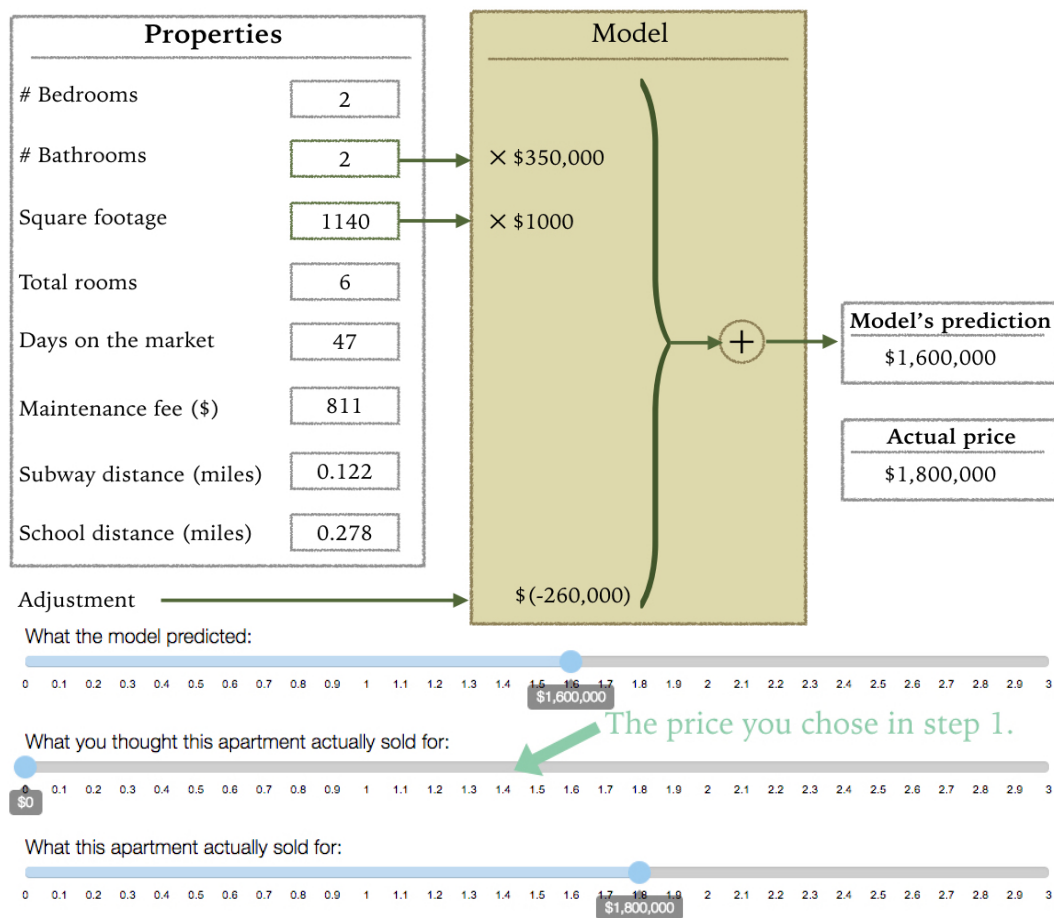 Properties
# Bedrooms 2
# Bathrooms 2
Square footage 1140
Total rooms 6
Days on the market 47
Maintenance fee ($) 811
Subway distance (miles) 0.122
School distance (miles) 0.278
Adjustment
Model
× $350,000
× $1000
$(-260,000)
+
Model's prediction
$1,600,000
Actual price
$1,800,000
What the model predicted:
0 0.1 0.2 0.3 0.4 0.5 0.6 0.7 0.8 0.9 1 1.1 1.2 1.3 1.4 1.5 1.6 1.7 1.8 1.9 2 2.1 2.2 2.3 2.4 2.5 2.6 2.7 2.8 2.9 3
$1,600,000
The price you chose in step 1.
What you thought this apartment actually sold for:
0 0.1 0.2 0.3 0.4 0.5 0.6 0.7 0.8 0.9 1 1.1 1.2 1.3 1.4 1.5 1.6 1.7 1.8 1.9 2 2.1 2.2 2.3 2.4 2.5 2.6 2.7 2.8 2.9 3
$0
What this apartment actually sold for:
0 0.1 0.2 0.3 0.4 0.5 0.6 0.7 0.8 0.9 1 1.1 1.2 1.3 1.4 1.5 1.6 1.7 1.8 1.9 2 2.1 2.2 2.3 2.4 2.5 2.6 2.7 2.8 2.9 3
$1,800,000